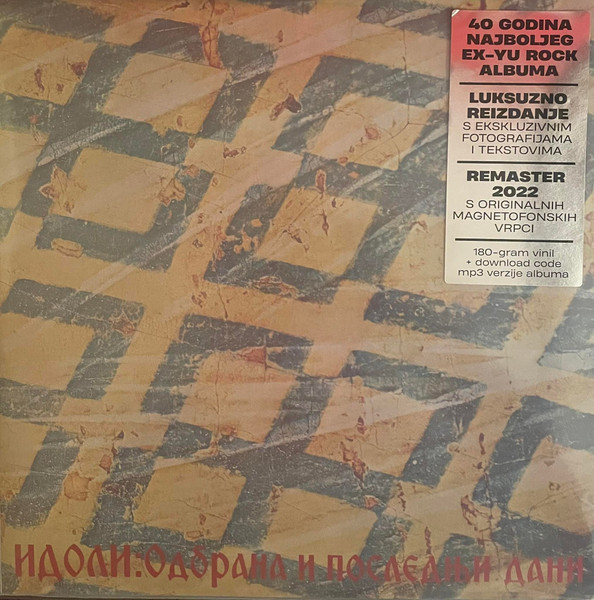 40 GODINA
NAJBOLJEG
EX-YU ROCK
ALBUMA
LUKSUZNO
REIZDANJE
S EKSKLUZIVNIM
FOTOGRAFIJAMA
I TEKSTOVIMA
REMASTER
2022
S ORIGINALNIH
MAGNETOFONSKIH
VRPCI
180-gram vinil
+ download code
mp3 verzije albuma
ИДОЛИ: Одбрана и последњи дани